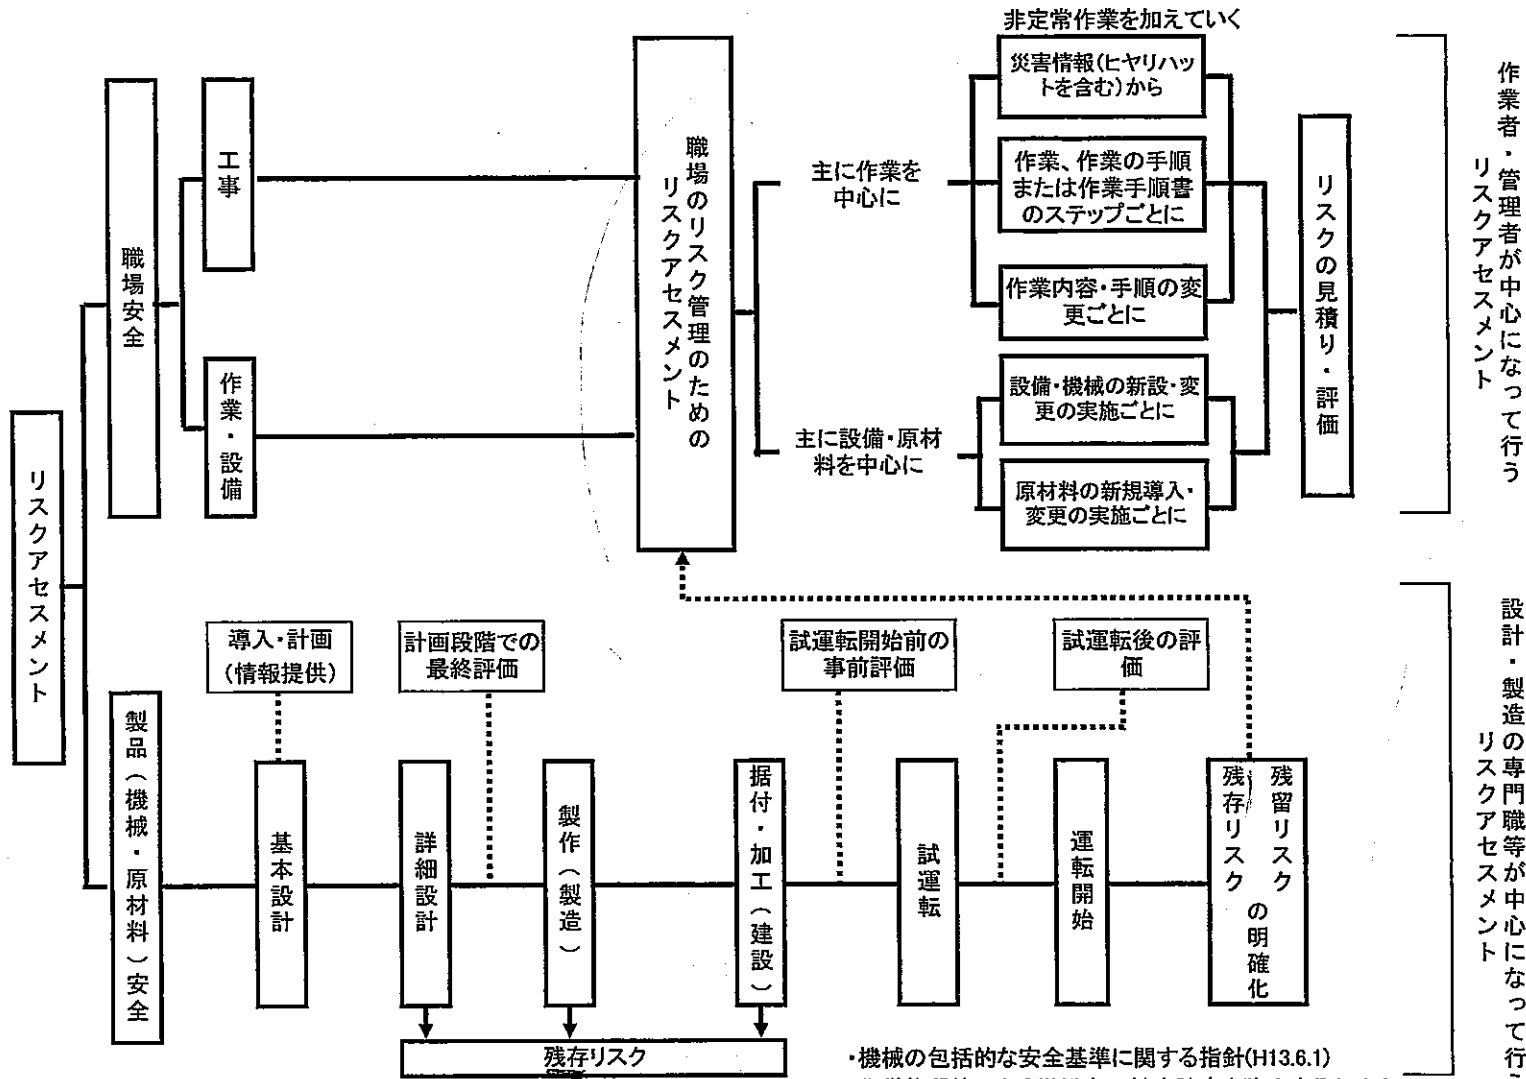 リスクアセスメント
職場安全
工事
作業・設備
職場のリスク管理のための
リスクアセスメント
主に作業を
中心に
主に設備・原材
料を中心に
非定常作業を加えていく
災害情報(ヒヤリハッ
トを含む)から
作業、作業の手順
または作業手順書
のステップごとに
作業内容・手順の変
更ごとに
設備・機械の新設・変
更の実施ごとに
原材料の新規導入・
変更の実施ごとに
リスクの見積り・評価
作業者・管理者が中心になって行う
リスクアセスメント
製品(機械・原材料)安全
導入・計画
(情報提供)
計画段階での
最終評価
試運転開始前の
事前評価
試運転後の評
価
基本設計
詳細設計
製作(製造)
据付・加工(建設)
試運転
運転開始
残留リスク
残存リスク
の明確化
残存リスク
設計・製造の専門職等が中心になって行う
リスクアセスメント
・機械の包括的な安全基準に関する指針(H13.6.1)